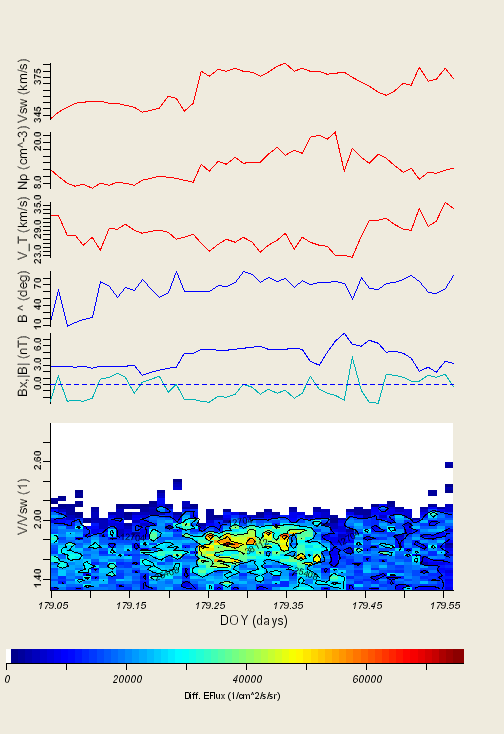 Vsw (km/s)
375
345
Np (cm^-3)
20.0
8.0
V_T (km/s)
35.0
29.0
23.0
B ^ (deg)
70
40
10
Bx,|B| (nT)
6.0
3.0
0.0
V/Vsw (1)
2.60
2.00
1.40
179.05 179.15 179.25 179.35 179.45 179.55
DOY (days)
0 20000 40000 60000
Diff. EFlux (1/cm^2/s/sr)